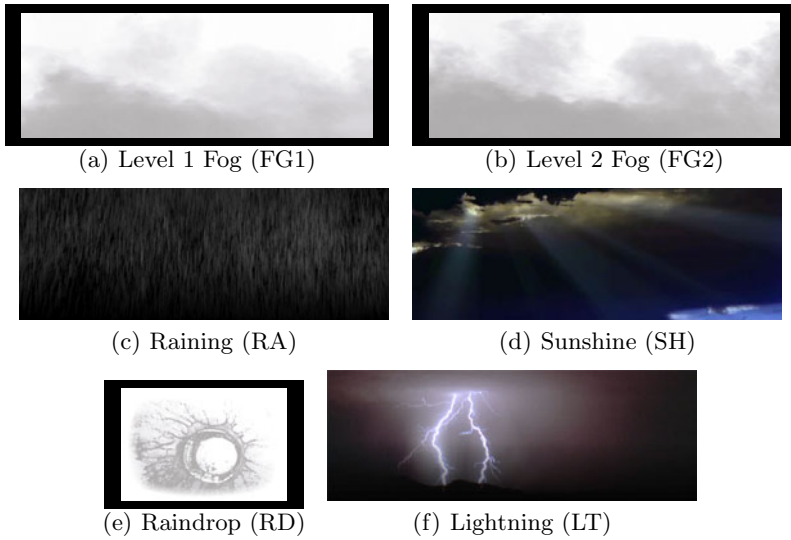 (a) Level 1 Fog (FG1)
(b) Level 2 Fog (FG2)
(c) Raining (RA)
(d) Sunshine (SH)
(e) Raindrop (RD)
(f) Lightning (LT)